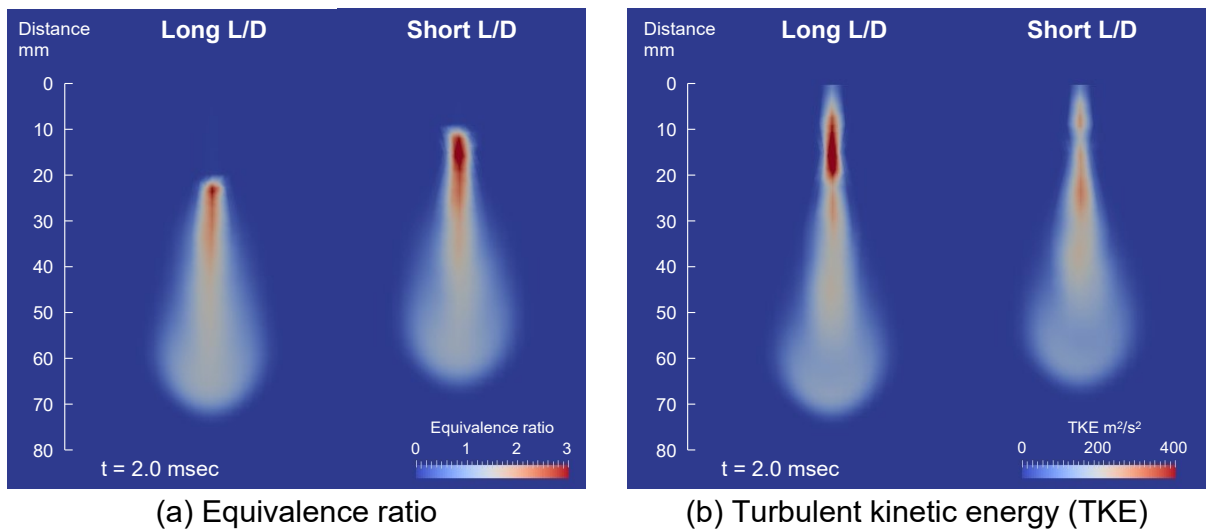 Distance
mm
Long L/D
Short L/D
0
10
20
30
40
50
60
70
80
Equivalence ratio
0 1 2 3
t = 2.0 msec
(a) Equivalence ratio
Distance
mm
Long L/D
Short L/D
0
10
20
30
40
50
60
70
80
TKE m²/s²
0 200 400
t = 2.0 msec
(b) Turbulent kinetic energy (TKE)